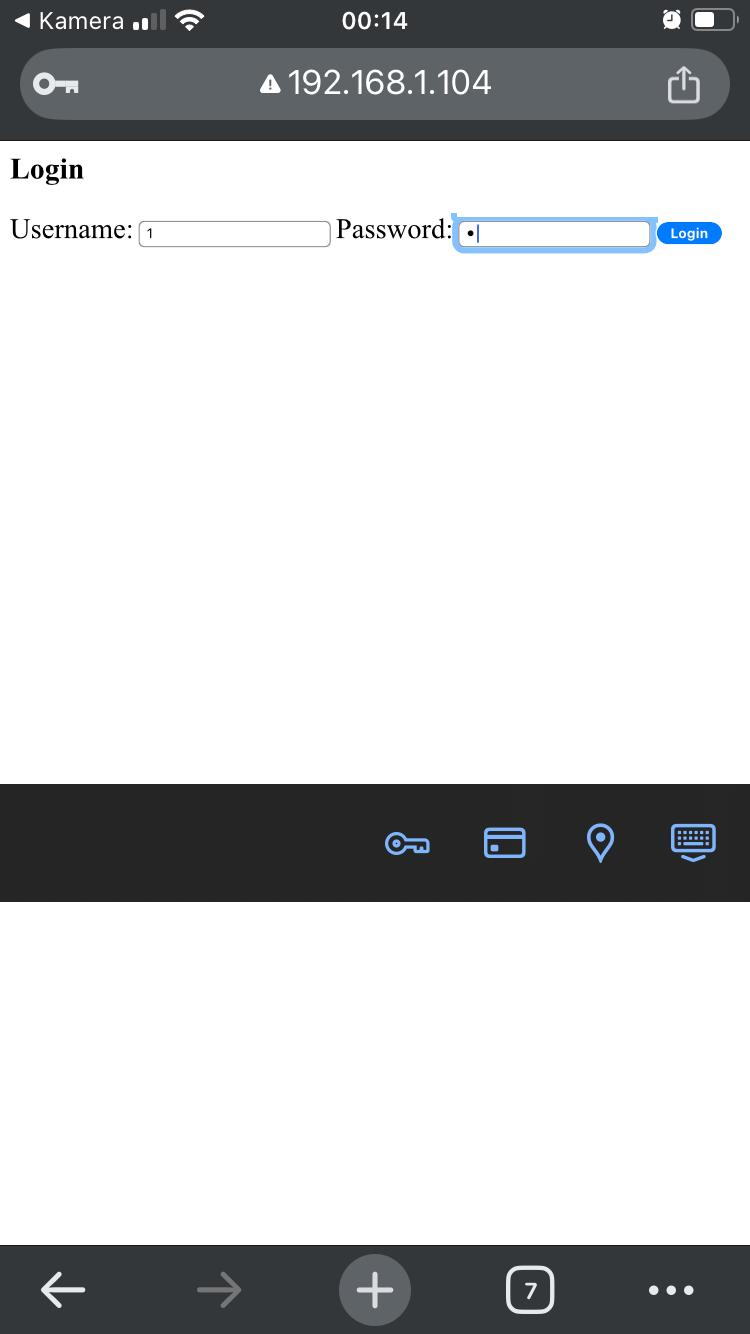 Kamera 00:14
192.168.1.104
Login
Username: 1 Password: • Login
7